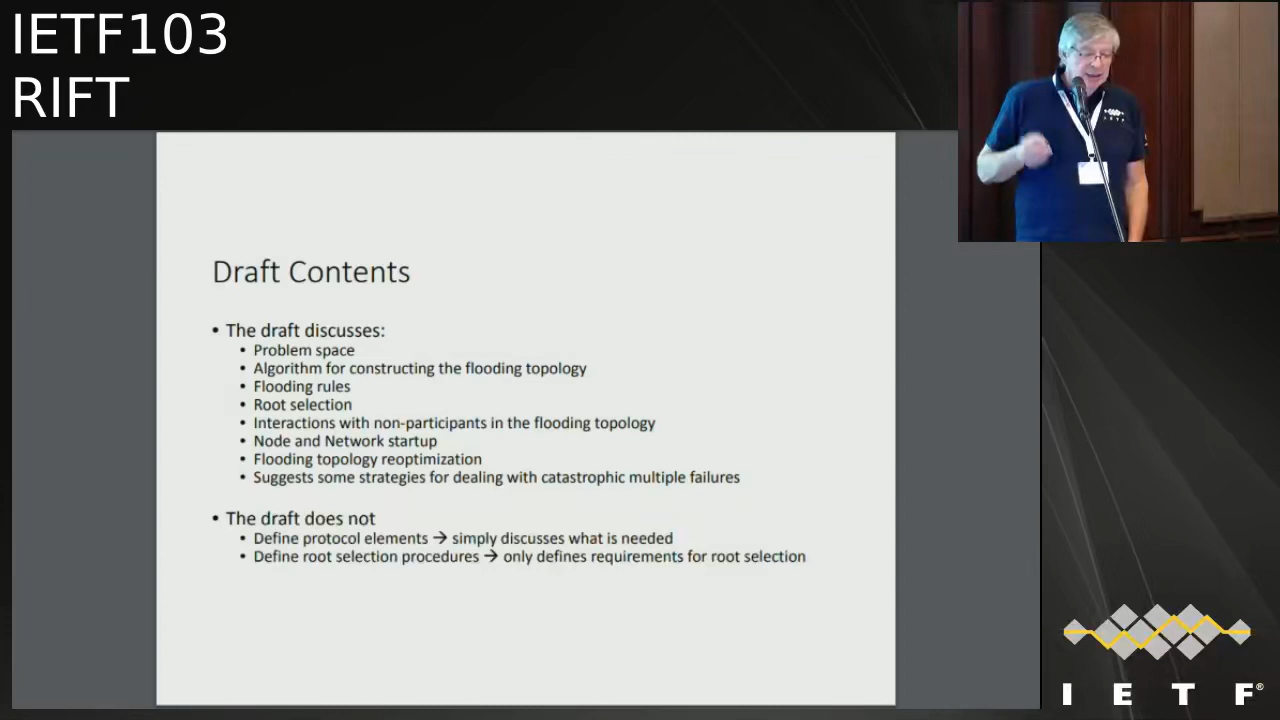 IETF103
RIFT
Draft Contents
• The draft discusses:
• Problem space
• Algorithm for constructing the flooding topology
• Flooding rules
• Root selection
• Interactions with non-participants in the flooding topology
• Node and Network startup
• Flooding topology reoptimization
• Suggests some strategies for dealing with catastrophic multiple failures
• The draft does not
• Define protocol elements → simply discusses what is needed
• Define root selection procedures → only defines requirements for root selection
I E T F®